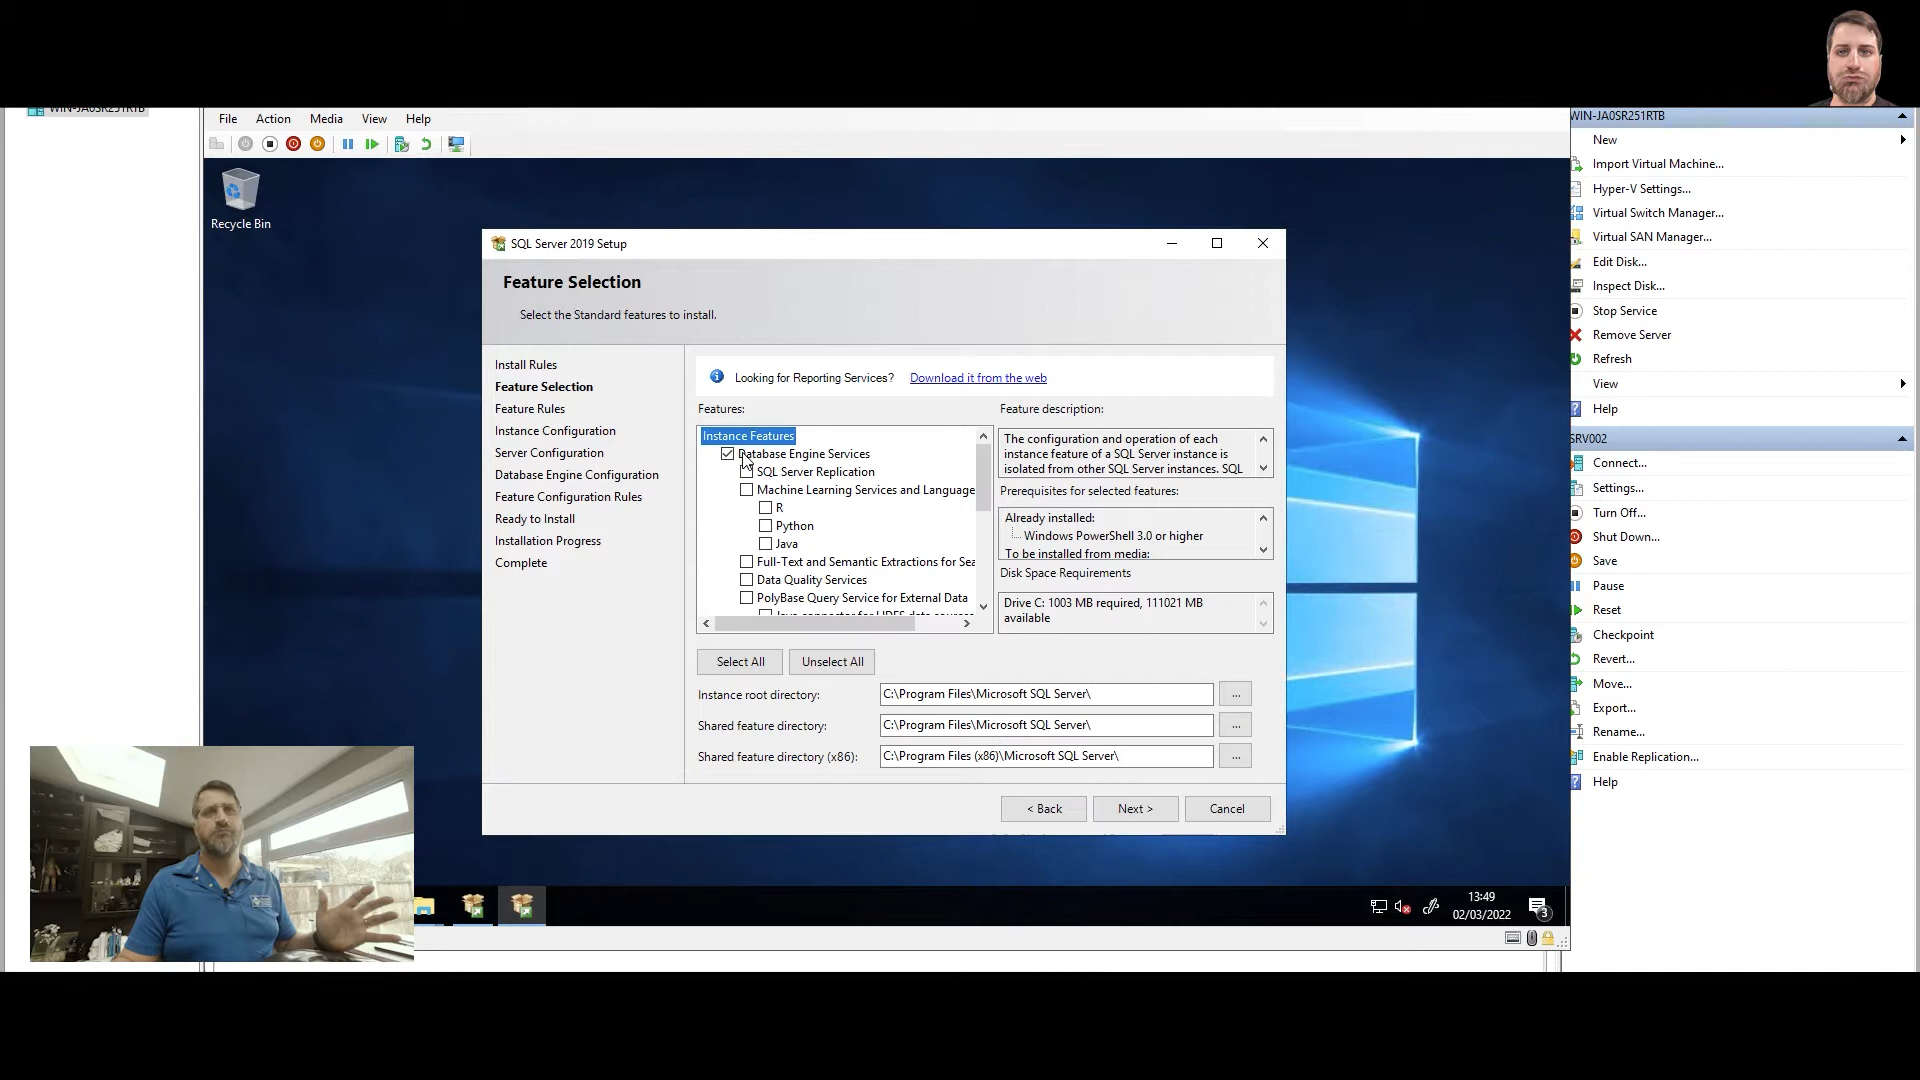 WIN-JA0SR251RTB
File Action Media View Help
Recycle Bin
SQL Server 2019 Setup
Feature Selection
Select the Standard features to install.
Install Rules
Feature Selection
Feature Rules
Instance Configuration
Server Configuration
Database Engine Configuration
Feature Configuration Rules
Ready to Install
Installation Progress
Complete
Looking for Reporting Services? Download it from the web
Features:
Instance Features
Database Engine Services
SQL Server Replication
Machine Learning Services and Language
R
Python
Java
Full-Text and Semantic Extractions for Sea
Data Quality Services
PolyBase Query Service for External Data
Java connector for HDFS data sources
Feature description:
The configuration and operation of each
instance feature of a SQL Server instance is
isolated from other SQL Server instances. SQL
Prerequisites for selected features:
Already installed:
Windows PowerShell 3.0 or higher
To be installed from media:
Disk Space Requirements
Drive C: 1003 MB required, 111021 MB
available
Select All
Unselect All
Instance root directory: C:\Program Files\Microsoft SQL Server\ ...
Shared feature directory: C:\Program Files\Microsoft SQL Server\ ...
Shared feature directory (x86): C:\Program Files (x86)\Microsoft SQL Server\ ...
< Back
Next >
Cancel
13:49
02/03/2022
3
WIN-JA0SR251RTB
New
Import Virtual Machine...
Hyper-V Settings...
Virtual Switch Manager...
Virtual SAN Manager...
Edit Disk...
Inspect Disk...
Stop Service
Remove Server
Refresh
View
Help
SRV002
Connect...
Settings...
Turn Off...
Shut Down...
Save
Pause
Reset
Checkpoint
Revert...
Move...
Export...
Rename...
Enable Replication...
Help